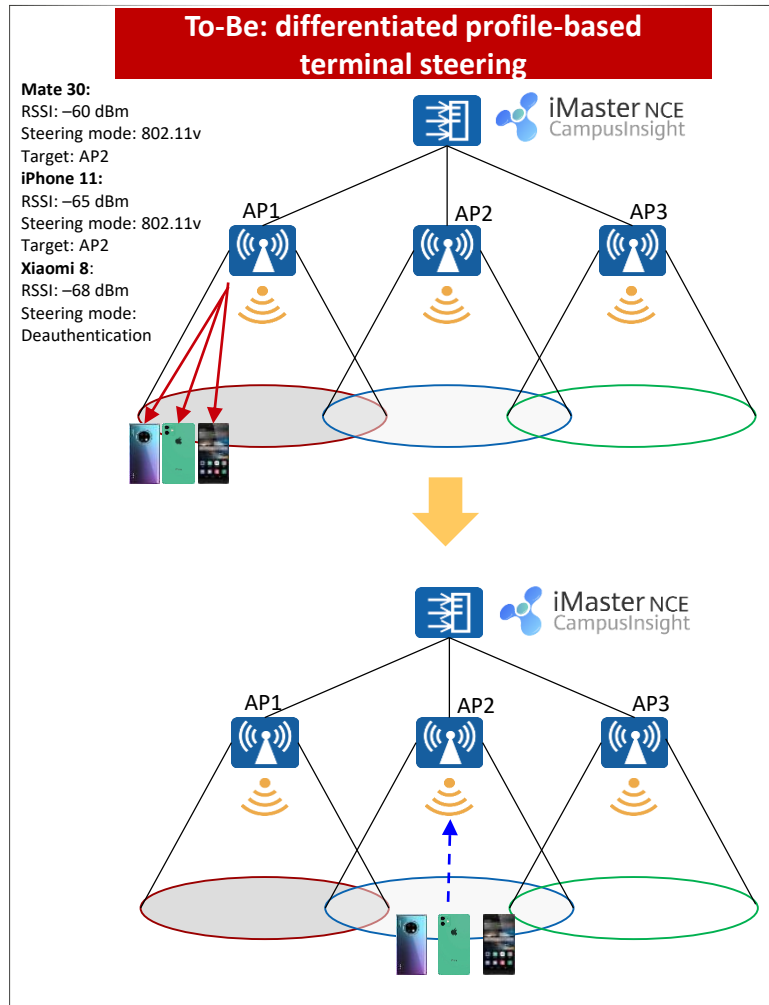 To-Be: differentiated profile-based
terminal steering
Mate 30:
RSSI: –60 dBm
Steering mode: 802.11v
Target: AP2
iPhone 11:
RSSI: –65 dBm
Steering mode: 802.11v
Target: AP2
Xiaomi 8:
RSSI: –68 dBm
Steering mode:
Deauthentication
iMaster NCE
CampusInsight
AP1
AP2
AP3
iMaster NCE
CampusInsight
AP1
AP2
AP3